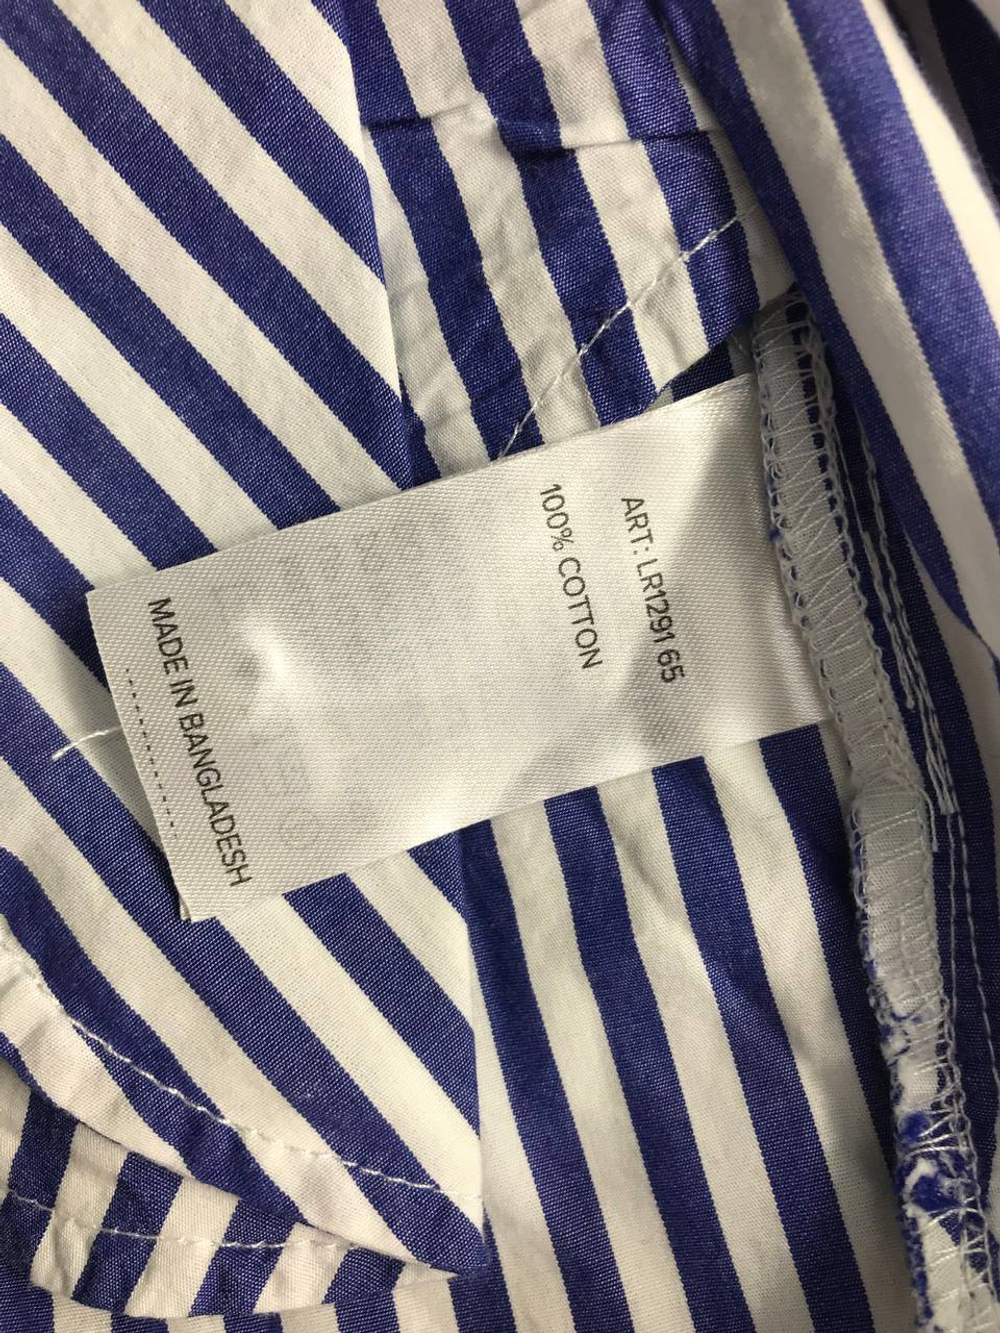 ART: LR1291 65
100% COTTON
MADE IN BANGLADESH